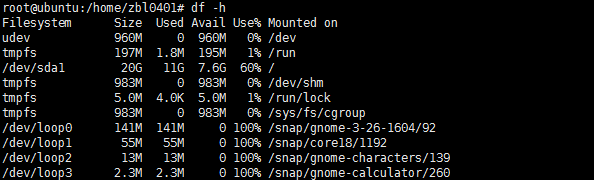 root@ubuntu:/home/zbl0401# df -h
Filesystem      Size  Used Avail Use% Mounted on
udev            960M     0  960M   0% /dev
tmpfs           197M  1.8M  195M   1% /run
/dev/sda1        20G   11G  7.6G  60% /
tmpfs           983M     0  983M   0% /dev/shm
tmpfs           5.0M  4.0K  5.0M   1% /run/lock
tmpfs           983M     0  983M   0% /sys/fs/cgroup
/dev/loop0      141M  141M     0 100% /snap/gnome-3-26-1604/92
/dev/loop1       55M   55M     0 100% /snap/core18/1192
/dev/loop2       13M   13M     0 100% /snap/gnome-characters/139
/dev/loop3      2.3M  2.3M     0 100% /snap/gnome-calculator/260